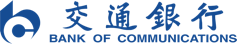 交通銀行
BANK OF COMMUNICATIONS